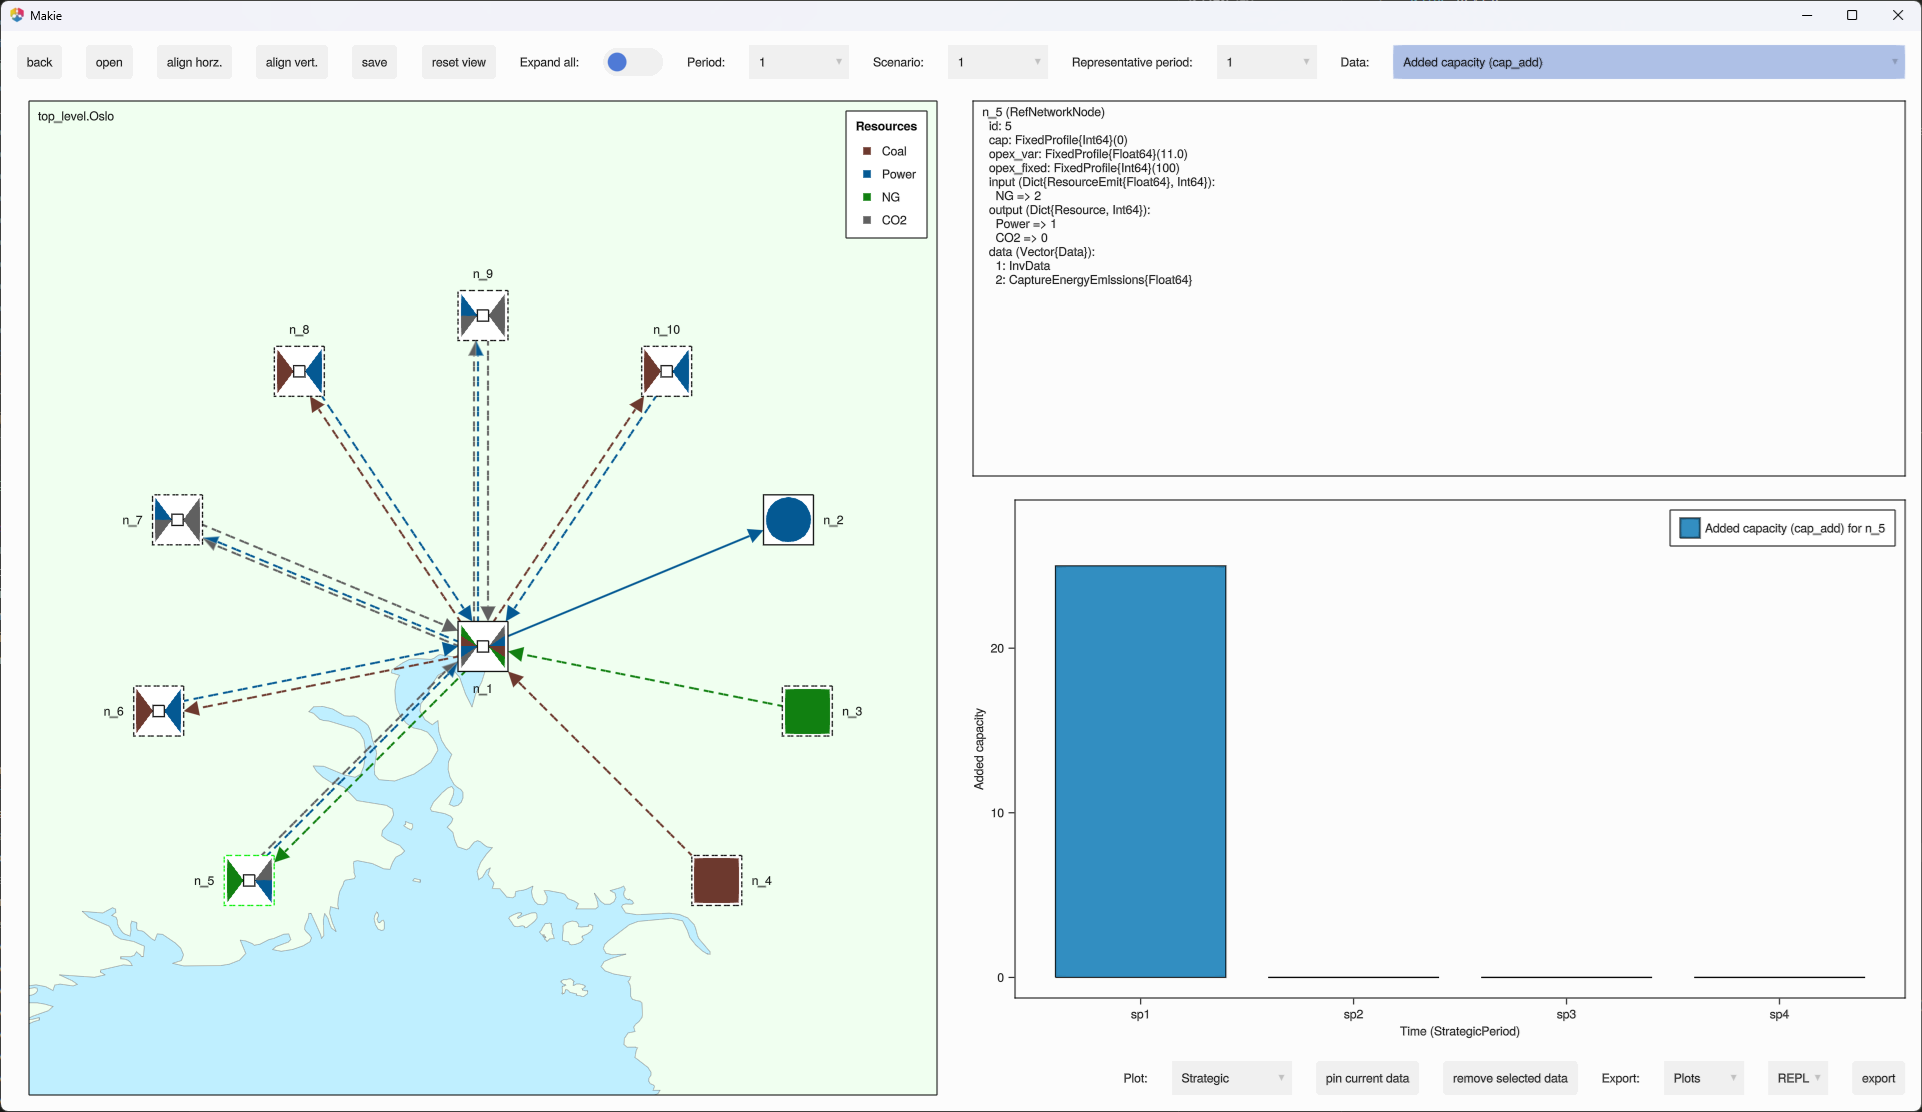 Makie
back open align horz. align vert. save reset view Expand all: Period: 1 Scenario: 1 Representative period: 1 Data: Added capacity (cap_add)
top_level.Oslo
Resources
Coal
Power
NG
CO2
n_9
n_8
n_10
n_7
n_2
n_1
n_6
n_3
n_5
n_4
n_5 (RefNetworkNode)
id: 5
cap: FixedProfile{Int64}(0)
opex_var: FixedProfile{Float64}(11.0)
opex_fixed: FixedProfile{Int64}(100)
input (Dict{ResourceEmit{Float64}, Int64}):
NG => 2
output (Dict{Resource, Int64}):
Power => 1
CO2 => 0
data (Vector{Data}):
1: InvData
2: CaptureEnergyEmissions{Float64}
Added capacity (cap_add) for n_5
Added capacity
20
10
0
sp1 sp2 sp3 sp4
Time (StrategicPeriod)
Plot: Strategic pin current data remove selected data Export: Plots REPL export